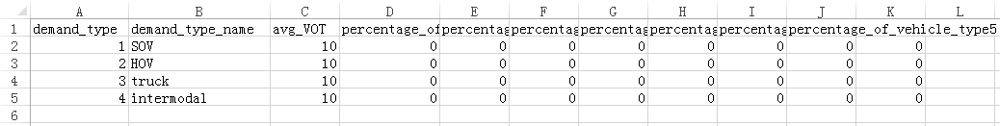 A B C D E F G H I J K L
1 demand_type demand_type_name avg_VOT percentage_of percentag percentag percentag percentag percentag percentage_of_vehicle_type5
2 1 SOV 10 0 0 0 0 0 0 0 0
3 2 HOV 10 0 0 0 0 0 0 0 0
4 3 truck 10 0 0 0 0 0 0 0 0
5 4 intermodal 10 0 0 0 0 0 0 0 0
6